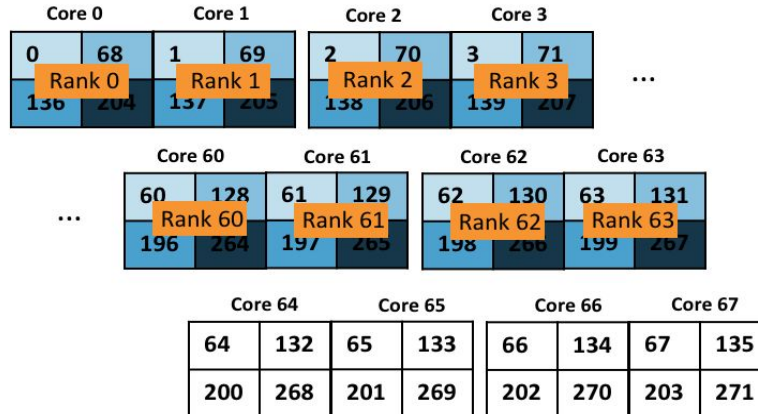 Core 0 Core 1 Core 2 Core 3
0 68 1 69 2 70 3 71
Rank 0 Rank 1 Rank 2 Rank 3 ...
136 204 137 205 138 206 139 207
Core 60 Core 61 Core 62 Core 63
60 128 61 129 62 130 63 131
... Rank 60 Rank 61 Rank 62 Rank 63
196 264 197 265 198 266 199 267
Core 64 Core 65 Core 66 Core 67
64 132 65 133 66 134 67 135
200 268 201 269 202 270 203 271